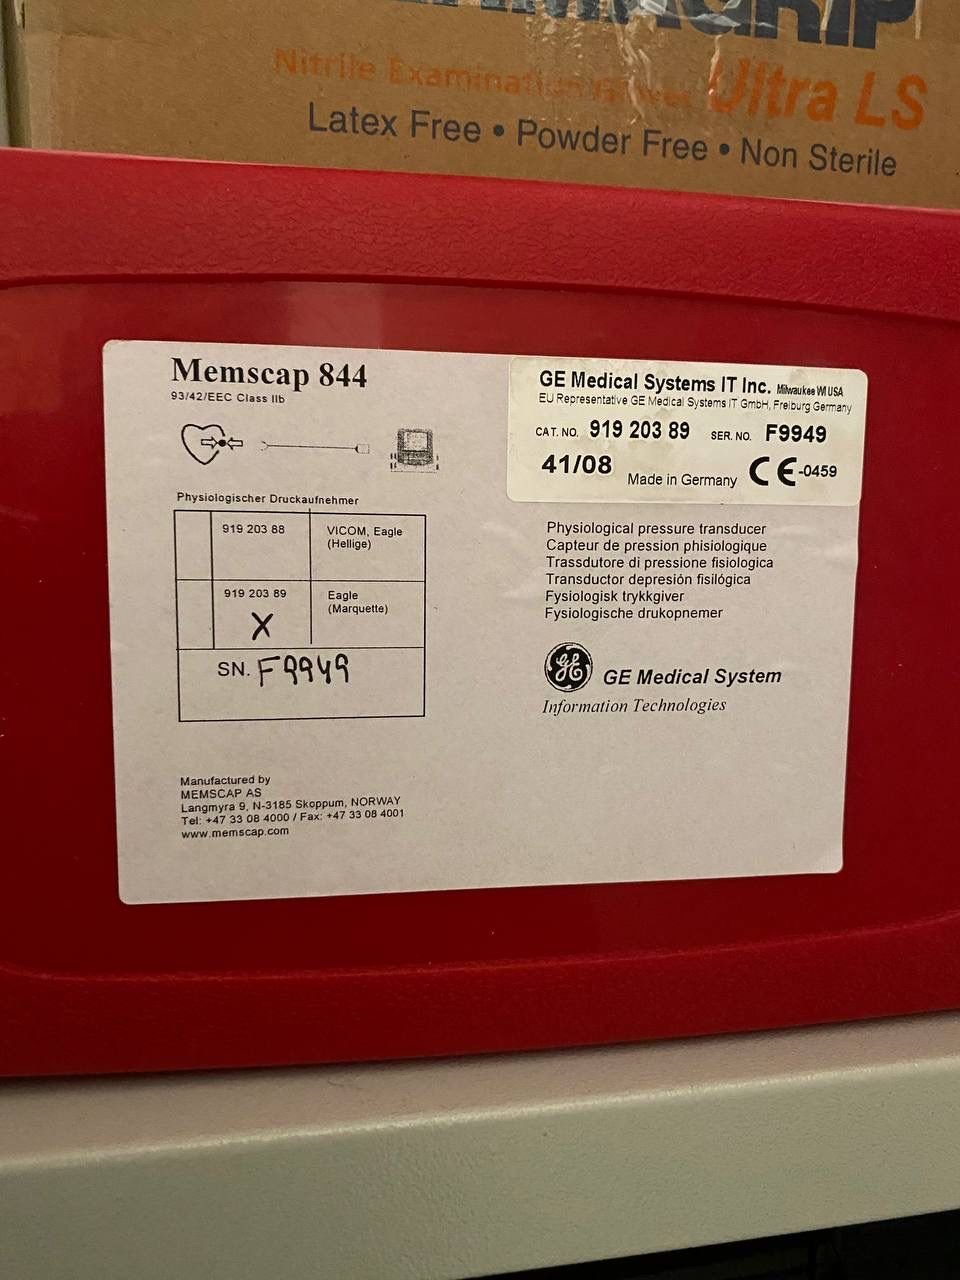 Nitrile Examination Gloves Ultra LS
Latex Free • Powder Free • Non Sterile
Memscap 844
93/42/EEC Class IIb
GE Medical Systems IT Inc. Milwaukee WI USA
EU Representative GE Medical Systems IT GmbH, Freiburg Germany
CAT. NO. 919 203 89 SER. NO. F9949
41/08 Made in Germany CE-0459
Physiologischer Druckaufnehmer
919 203 88 VICOM, Eagle
(Hellige)
919 203 89 Eagle
X (Marquette)
SN. F9949
Physiological pressure transducer
Capteur de pression phisiologique
Trassdutore di pressione fisiologica
Transductor depresión fisilógica
Fysiologisk trykkgiver
Fysiologische drukopnemer
GE GE Medical System
Information Technologies
Manufactured by
MEMSCAP AS
Langmyra 9, N-3185 Skoppum, NORWAY
Tel: +47 33 08 4000 / Fax: +47 33 08 4001
www.memscap.com